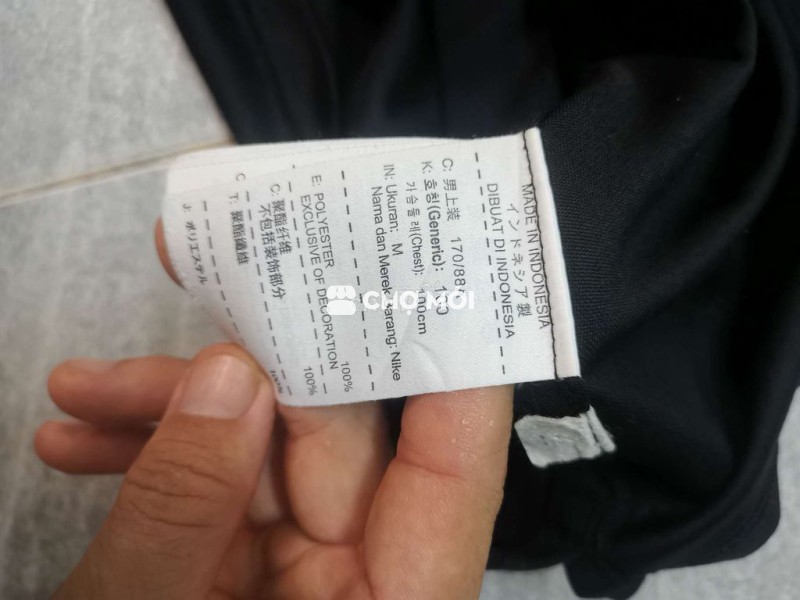 MADE IN INDONESIA
インドネシア製
DIBUAT DI INDONESIA
C: 男上装 170/88
K: 호칭(Generic):
가슴둘레(Chest): 100cm
IN: Ukuran: M
Nama dan Merek Barang: Nike
E: POLYESTER 100%
EXCLUSIVE OF DECORATION
C: 聚酯纤维 100%
不包括装饰部分
C
T: 聚酯纖維 100%
J: ポリエステル
CHỢ MỚI